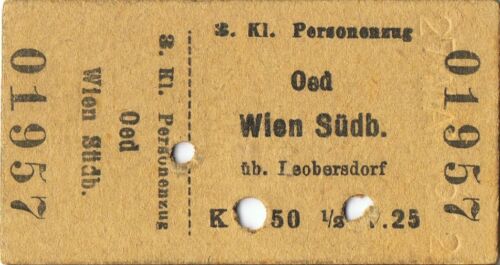 01957
Wien Südb.
Oed
3. Kl. Personenzug
3. Kl. Personenzug
Oed
Wien Südb.
üb. Leobersdorf
K 50 ½ .25
01957